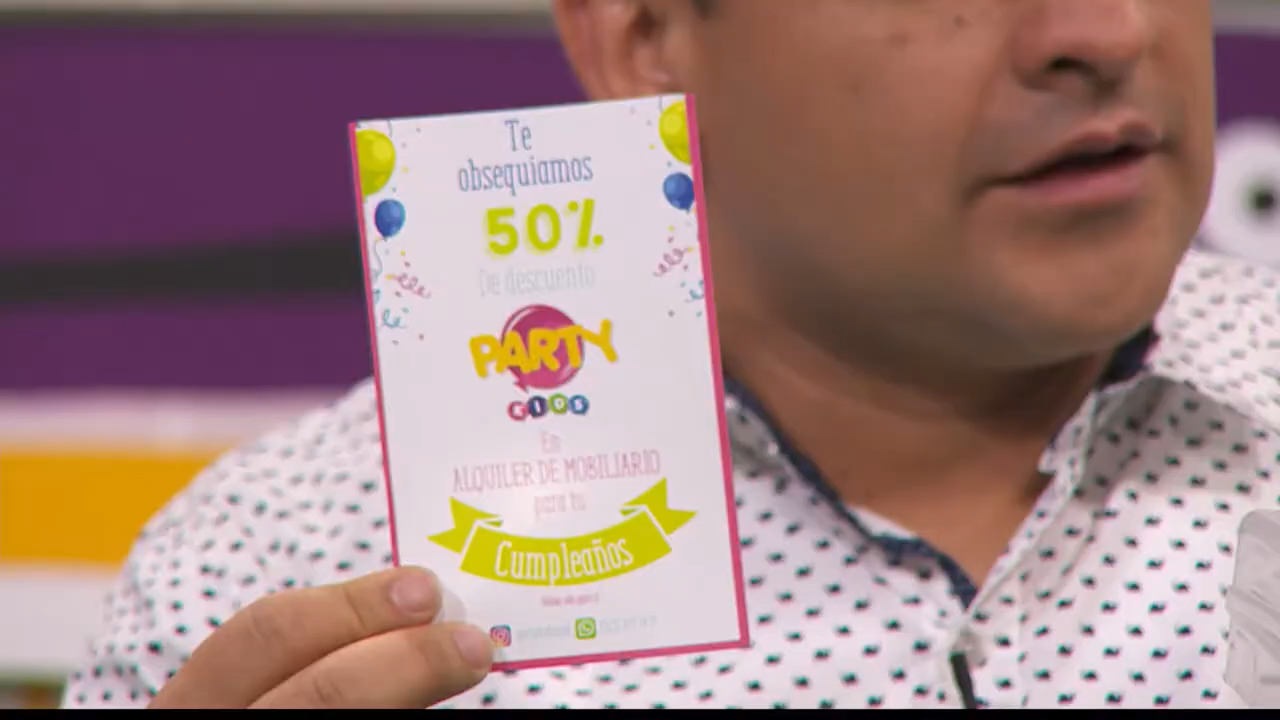 Te
obsequiamos
50%
De descuento
PARTY
KIDS
En
ALQUILER DE MOBILIARIO
para tu
Cumpleaños